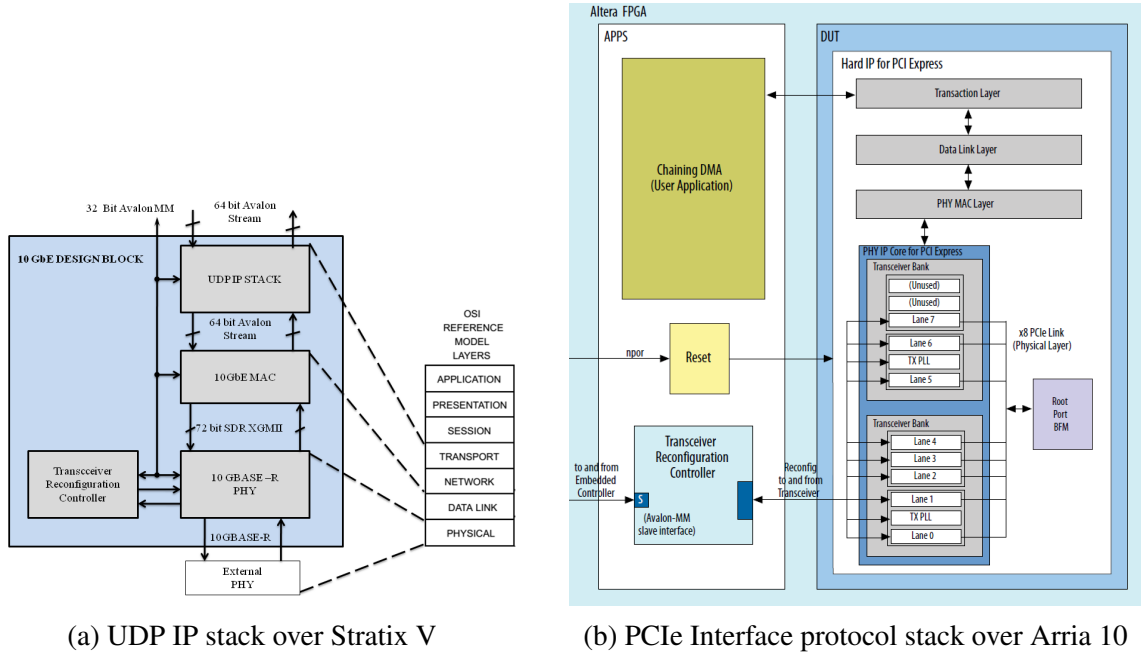 32 Bit Avalon MM
64 bit Avalon
Stream
10 GbE DESIGN BLOCK
UDP IP STACK
64 bit Avalon
Stream
10GbE MAC
72 bit SDR XGMII
Transcceiver
Reconfiguration
Controller
10 GBASE –R
PHY
10GBASE-R
External
PHY
OSI
REFERENCE
MODEL
LAYERS
APPLICATION
PRESENTATION
SESSION
TRANSPORT
NETWORK
DATA LINK
PHYSICAL
(a) UDP IP stack over Stratix V
Altera FPGA
APPS
Chaining DMA
(User Application)
npor
Reset
to and from
Embedded
Controller
Transceiver
Reconfiguration
Controller
S
(Avalon-MM
slave interface)
Reconfig
to and from
Transceiver
DUT
Hard IP for PCI Express
Transaction Layer
Data Link Layer
PHY MAC Layer
PHY IP Core for PCI Express
Transceiver Bank
(Unused)
(Unused)
Lane 7
Lane 6
TX PLL
Lane 5
Transceiver Bank
Lane 4
Lane 3
Lane 2
Lane 1
TX PLL
Lane 0
x8 PCIe Link
(Physical Layer)
Root
Port
BFM
(b) PCIe Interface protocol stack over Arria 10